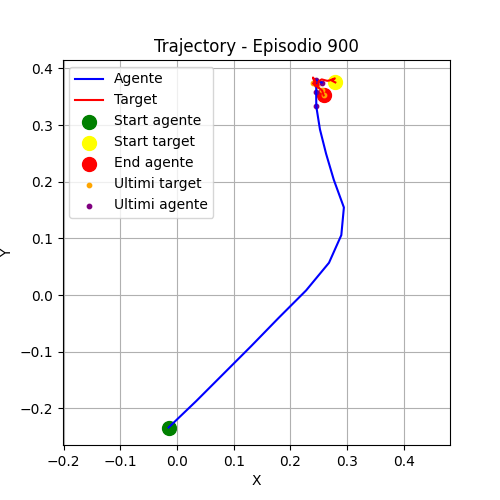 Trajectory - Episodio 900
Agente
Target
Start agente
Start target
End agente
Ultimi target
Ultimi agente
0.4
0.3
0.2
0.1
0.0
−0.1
−0.2
Y
−0.2 −0.1 0.0 0.1 0.2 0.3 0.4
X